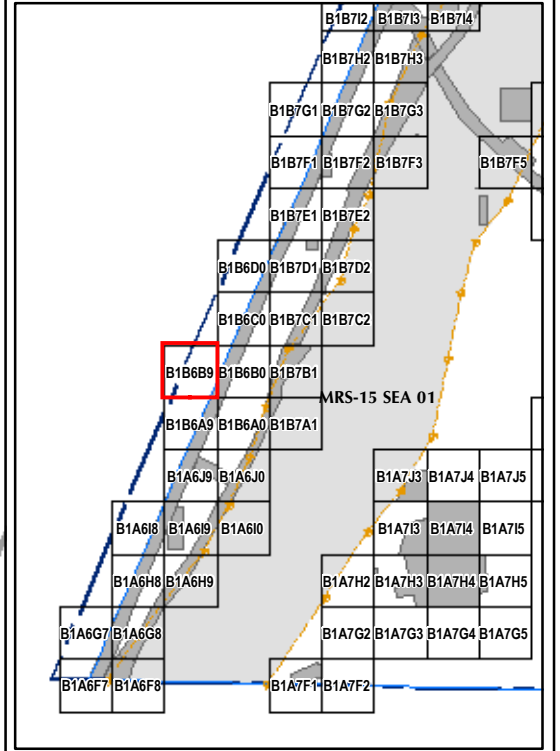 B1B7I2 B1B7I3 B1B7I4
B1B7H2 B1B7H3
B1B7G1 B1B7G2 B1B7G3
B1B7F1 B1B7F2 B1B7F3 B1B7F5
B1B7E1 B1B7E2
B1B6D0 B1B7D1 B1B7D2
B1B6C0 B1B7C1 B1B7C2
B1B6B9 B1B6B0 B1B7B1
MRS-15 SEA 01
B1B6A9 B1B6A0 B1B7A1
B1A6J9 B1A6J0 B1A7J3 B1A7J4 B1A7J5
B1A6I8 B1A6I9 B1A6I0 B1A7I3 B1A7I4 B1A7I5
B1A6H8 B1A6H9 B1A7H2 B1A7H3 B1A7H4 B1A7H5
B1A6G7 B1A6G8 B1A7G2 B1A7G3 B1A7G4 B1A7G5
B1A6F7 B1A6F8 B1A7F1 B1A7F2